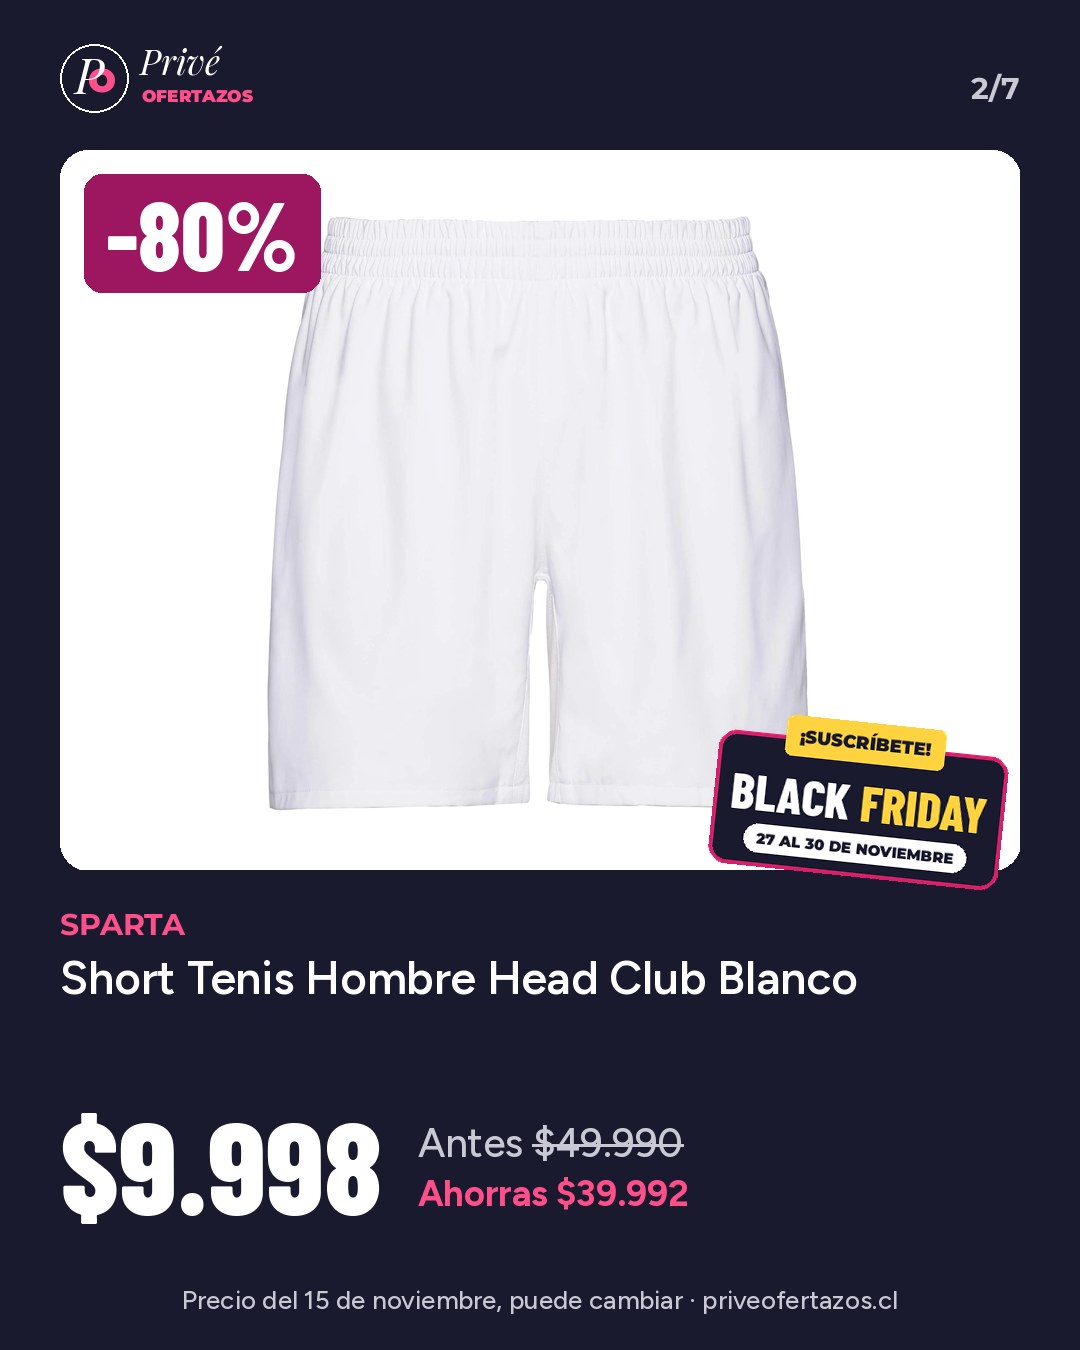 Po
Privé
OFERTAZOS
2/7
-80%
¡SUSCRÍBETE!
BLACK FRIDAY
27 AL 30 DE NOVIEMBRE
SPARTA
Short Tenis Hombre Head Club Blanco
$9.998
Antes $49.990
Ahorras $39.992
Precio del 15 de noviembre, puede cambiar · priveofertazos.cl